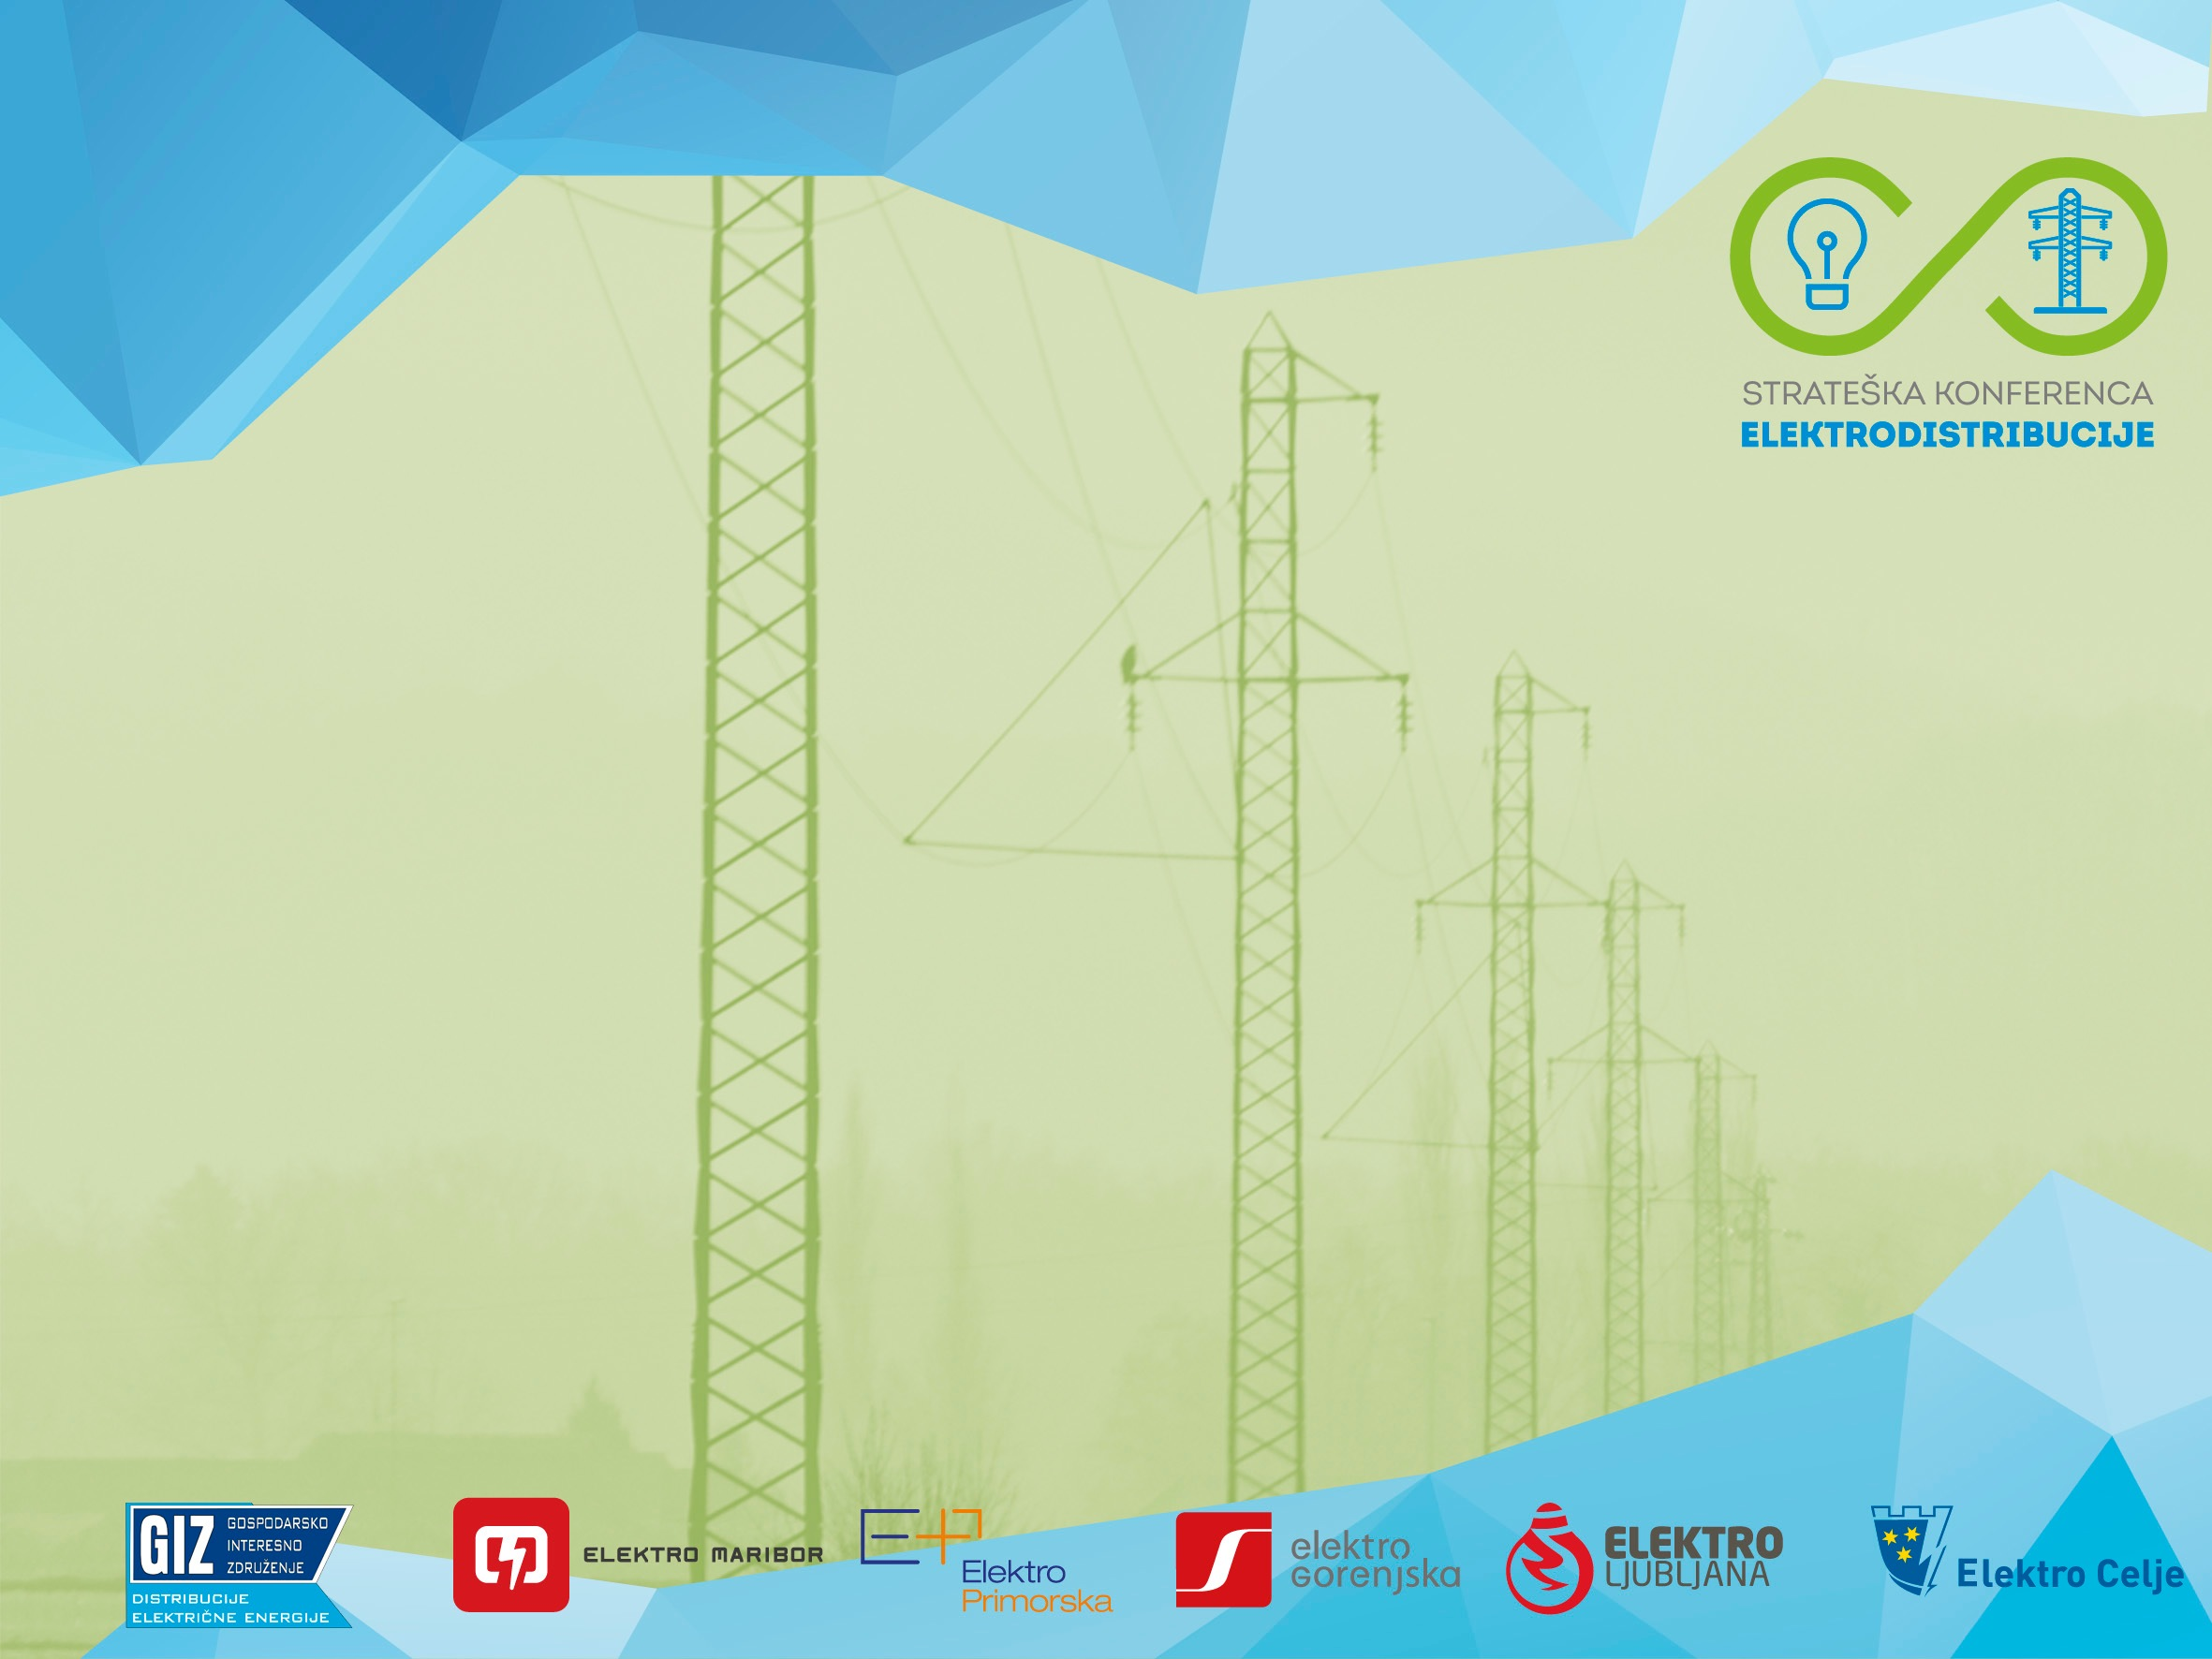 STRATEŠKA KONFERENCA
ELEKTRODISTRIBUCIJE
GIZ
GOSPODARSKO
INTERESNO
ZDRUŽENJE
DISTRIBUCIJE
ELEKTRIČNE ENERGIJE
ELEKTRO MARIBOR
Elektro
Primorska
elektro
Gorenjska
ELEKTRO
LJUBLJANA
Elektro Celje